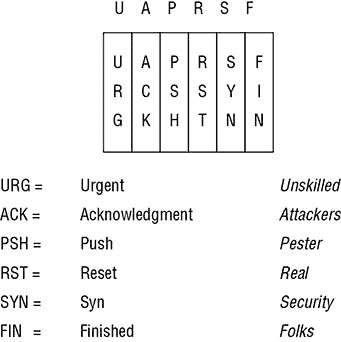 U A P R S F
U A P R S F
R C S S Y I
G K H T N N
URG = Urgent Unskilled
ACK = Acknowledgment Attackers
PSH = Push Pester
RST = Reset Real
SYN = Syn Security
FIN = Finished Folks